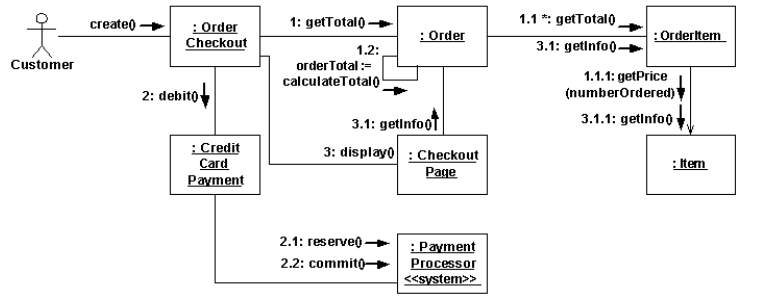 create()
Customer
: Order
Checkout
1: getTotal()
1.2:
orderTotal :=
calculateTotal()
: Order
1.1 *: getTotal()
3.1: getInfo()
: OrderItem
2: debit()
1.1.1: getPrice
(numberOrdered)
3.1.1: getInfo()
3.1: getInfo()
: Credit
Card
Payment
3: display()
: Checkout
Page
: Item
2.1: reserve()
2.2: commit()
: Payment
Processor
<<system>>